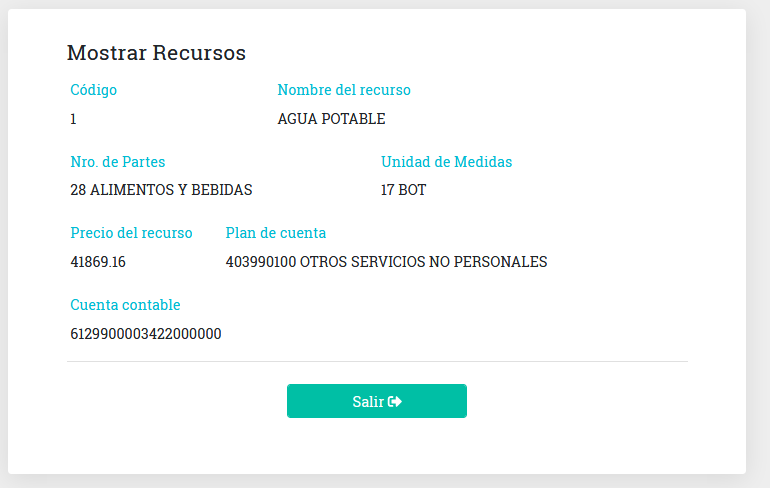 Mostrar Recursos
Código Nombre del recurso
1 AGUA POTABLE
Nro. de Partes Unidad de Medidas
28 ALIMENTOS Y BEBIDAS 17 BOT
Precio del recurso Plan de cuenta
41869.16 403990100 OTROS SERVICIOS NO PERSONALES
Cuenta contable
6129900003422000000
Salir